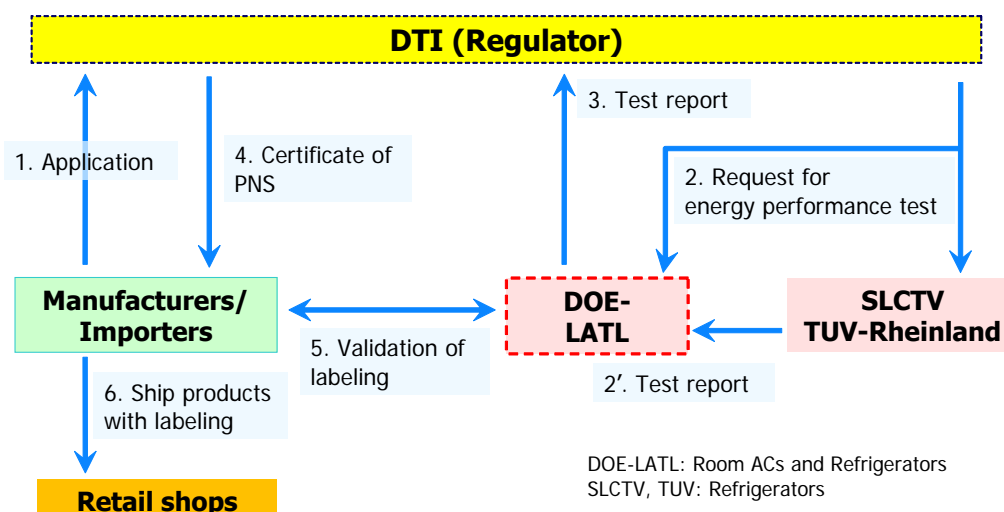 DTI (Regulator)
3. Test report
1. Application
4. Certificate of
PNS
2. Request for
energy performance test
Manufacturers/
Importers
DOE-
LATL
SLCTV
TUV-Rheinland
5. Validation of
labeling
2’. Test report
6. Ship products
with labeling
DOE-LATL: Room ACs and Refrigerators
SLCTV, TUV: Refrigerators
Retail shops